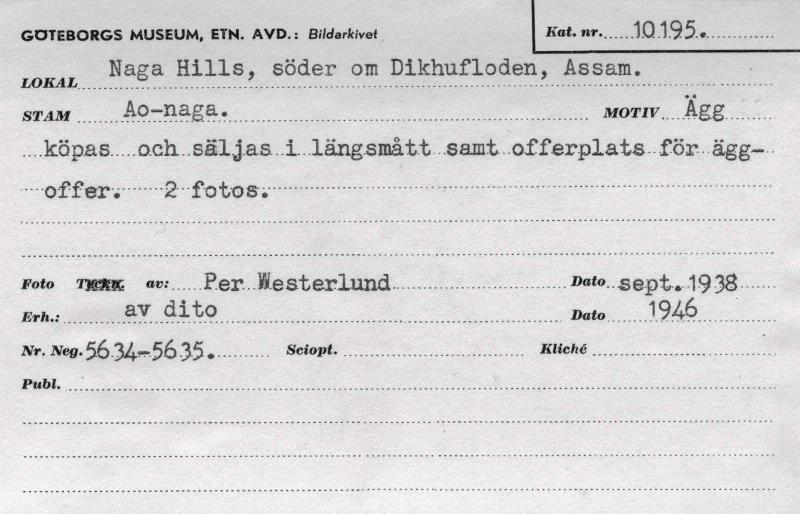 GÖTEBORGS MUSEUM, ETN. AVD.: Bildarkivet
Kat. nr. 10195.
LOKAL Naga Hills, söder om Dikhufloden, Assam.
STAM Ao-naga. MOTIV Ägg
köpas och säljas i längsmått samt offerplats för ägg-
offer. 2 fotos.
Foto av: Per Westerlund Dato sept. 1938
Erh.: av dito Dato 1946
Nr. Neg. 5634-5635. Sciopt. Kliché
Publ.